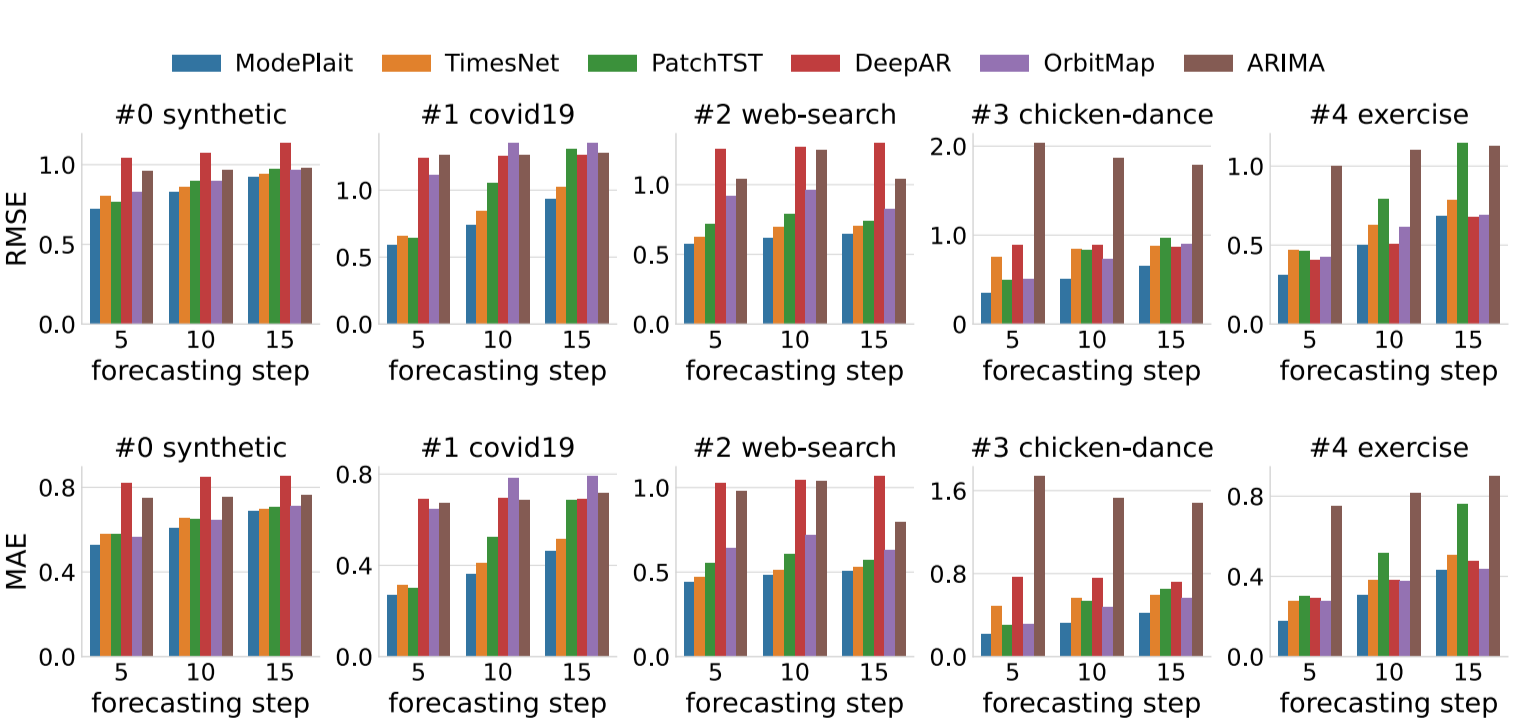 ModePlait TimesNet PatchTST DeepAR OrbitMap ARIMA
#0 synthetic #1 covid19 #2 web-search #3 chicken-dance #4 exercise
RMSE
1.0 0.5 0.0
1.0 0.5 0.0
1.0 0.5 0.0
2.0 1.0 0
1.0 0.5 0.0
5 10 15 5 10 15 5 10 15 5 10 15 5 10 15
forecasting step forecasting step forecasting step forecasting step forecasting step
#0 synthetic #1 covid19 #2 web-search #3 chicken-dance #4 exercise
MAE
0.8 0.4 0.0
0.8 0.4 0.0
1.0 0.5 0.0
1.6 0.8 0.0
0.8 0.4 0.0
5 10 15 5 10 15 5 10 15 5 10 15 5 10 15
forecasting step forecasting step forecasting step forecasting step forecasting step